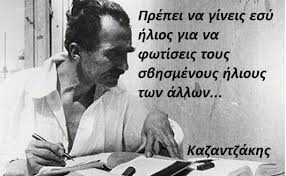 Πρέπει να γίνεις εσύ
ήλιος για να
φωτίσεις τους
σβησμένους ήλιους
των άλλων...
Καζαντζάκης